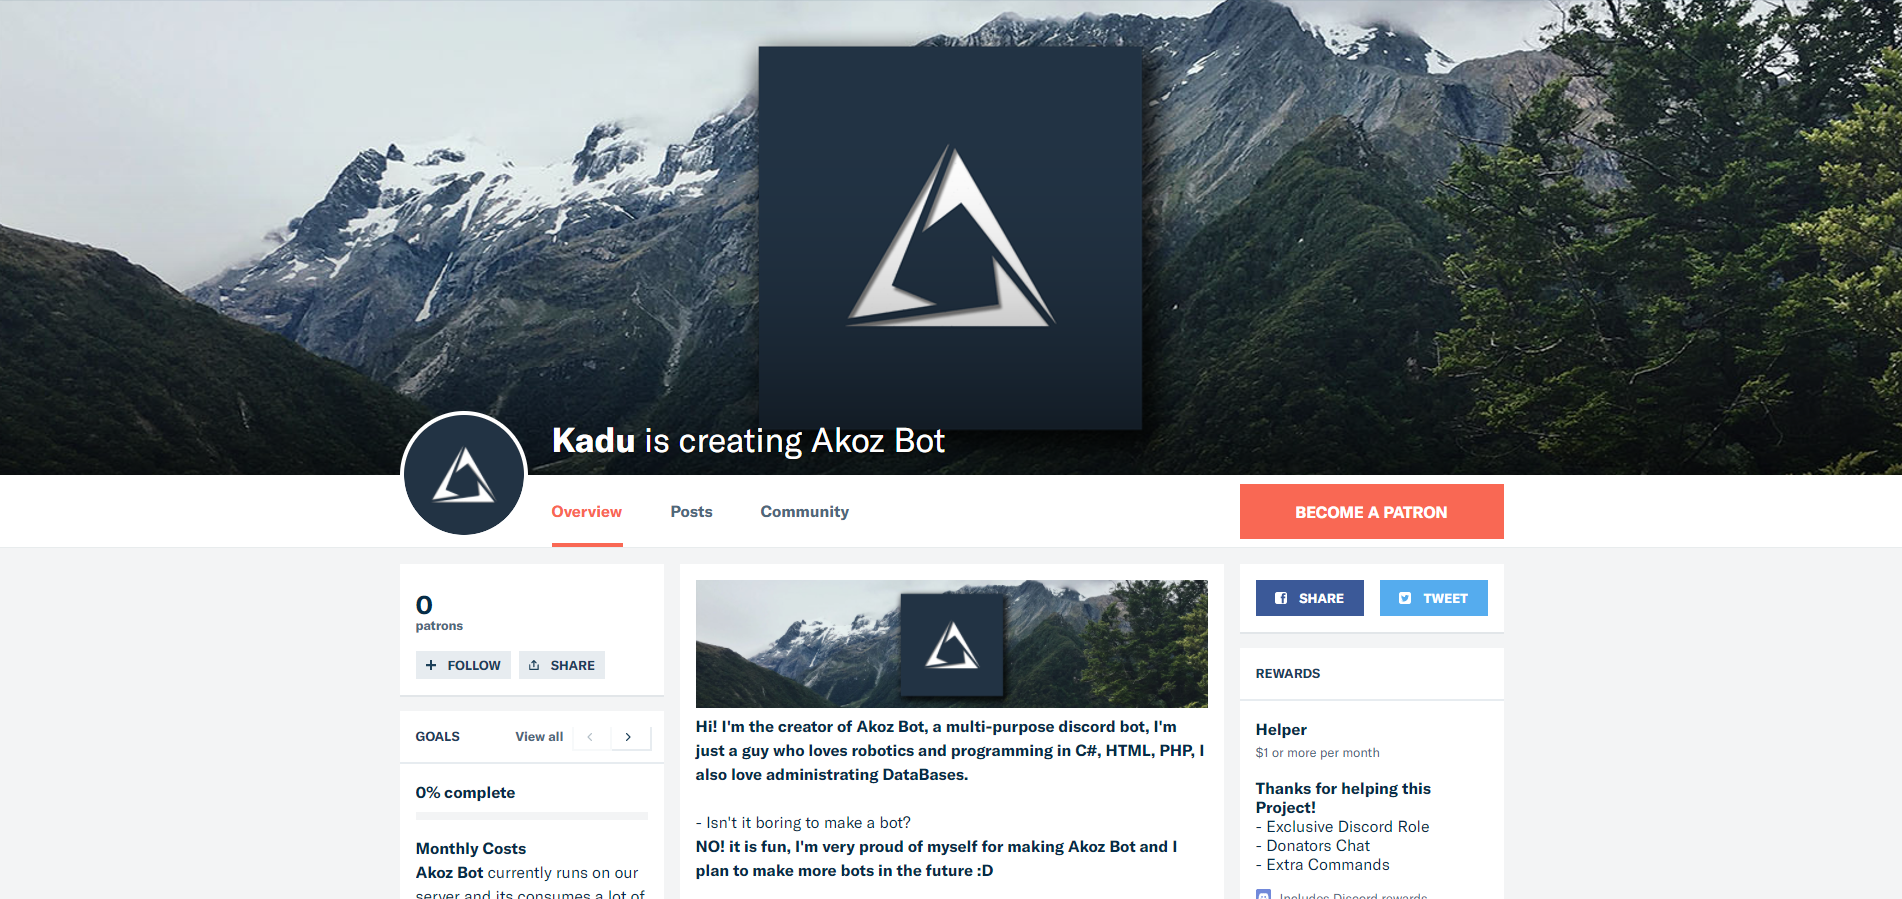 Kadu is creating Akoz Bot
Overview
Posts
Community
BECOME A PATRON
0
patrons
FOLLOW
SHARE
GOALS
View all
0% complete
Monthly Costs
Akoz Bot currently runs on our
server and its consumes a lot of
Hi! I'm the creator of Akoz Bot, a multi-purpose discord bot, I'm
just a guy who loves robotics and programming in C#, HTML, PHP, I
also love administrating DataBases.
- Isn't it boring to make a bot?
NO! it is fun, I'm very proud of myself for making Akoz Bot and I
plan to make more bots in the future :D
SHARE
TWEET
REWARDS
Helper
$1 or more per month
Thanks for helping this
Project!
- Exclusive Discord Role
- Donators Chat
- Extra Commands
Includes Discord rewards